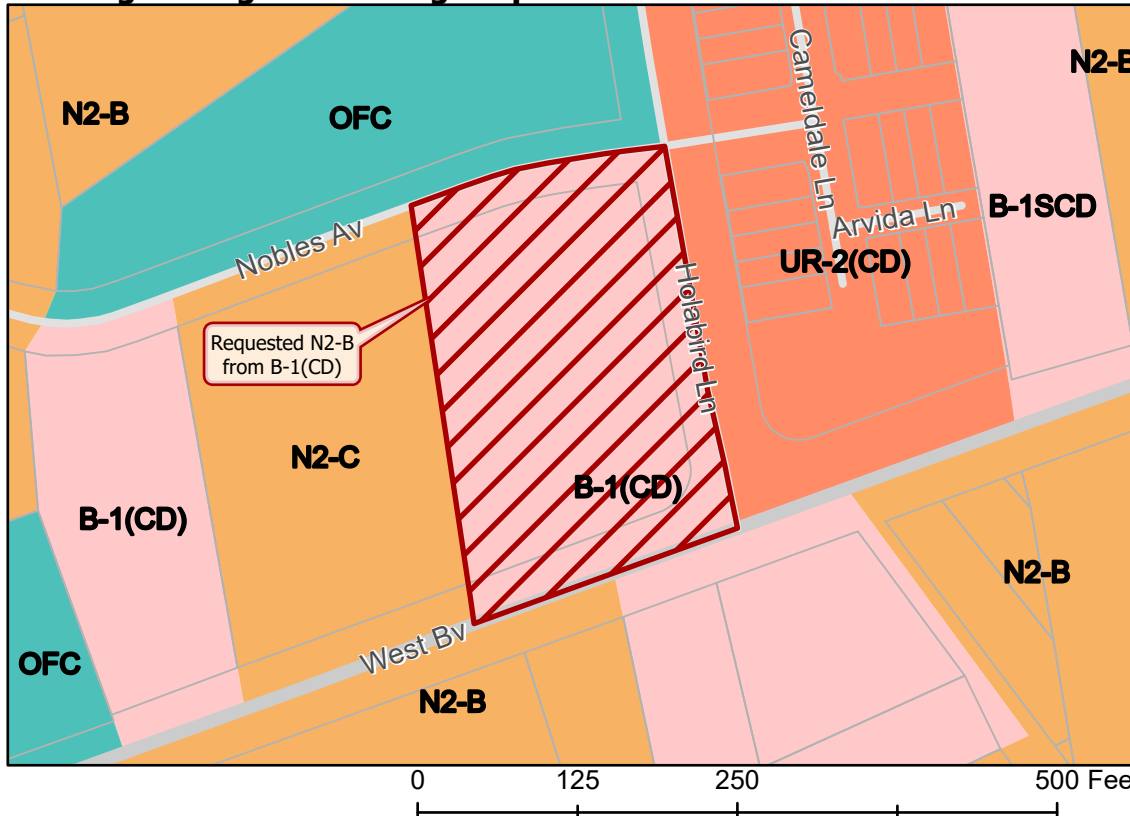 N2-B
OFC
Cameldale Ln
N2-B
Arvida Ln
B-1SCD
Nobles Av
UR-2(CD)
Holabird Ln
Requested N2-B
from B-1(CD)
N2-C
B-1(CD)
B-1(CD)
N2-B
OFC
West Bv
N2-B
0 125 250 500 Fee